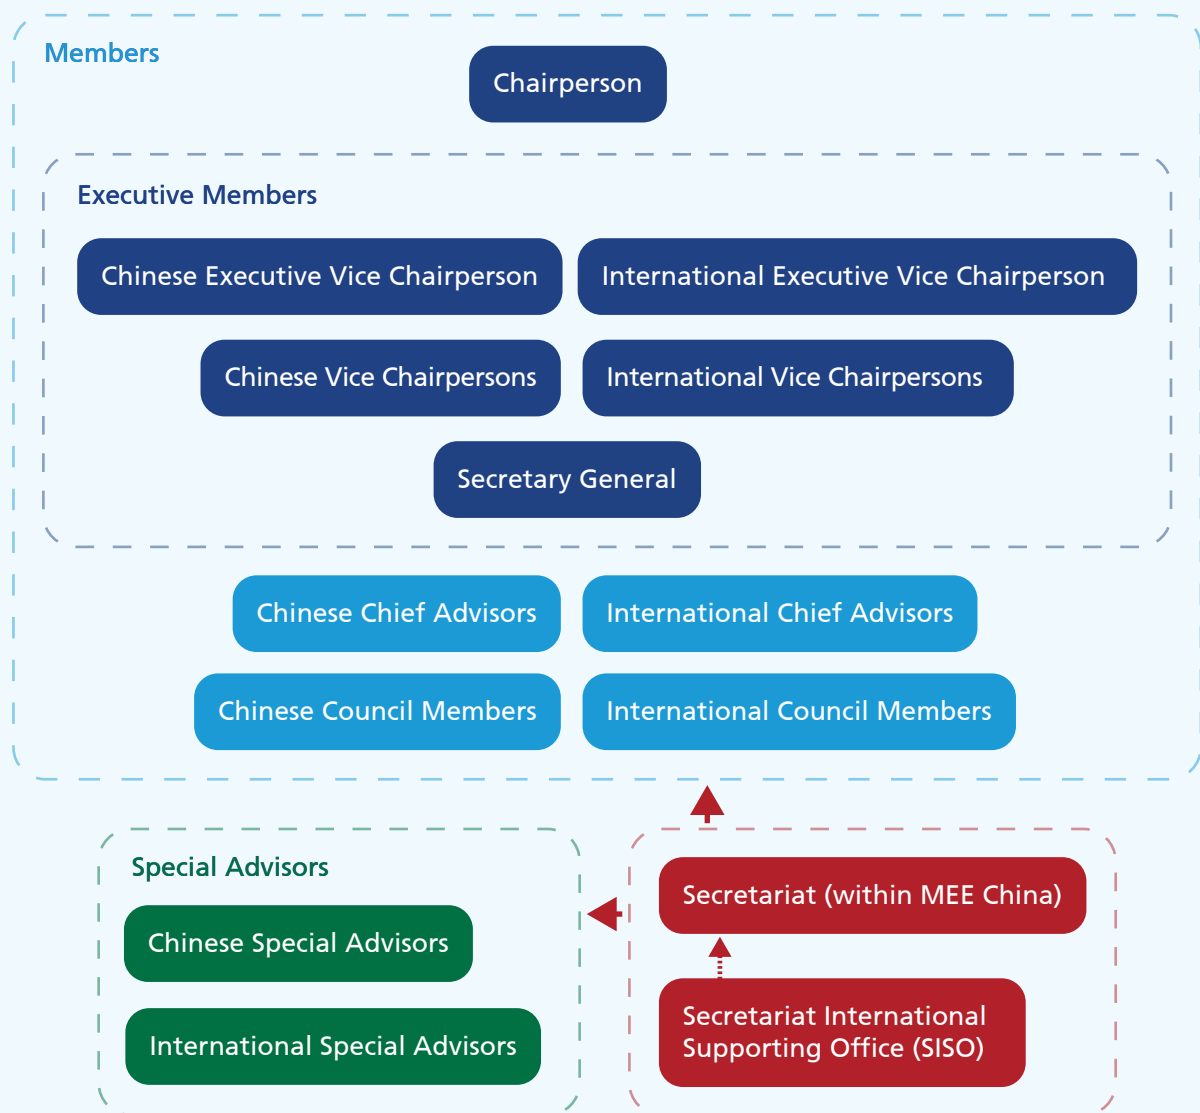 Members
Chairperson
Executive Members
Chinese Executive Vice Chairperson
International Executive Vice Chairperson
Chinese Vice Chairpersons
International Vice Chairpersons
Secretary General
Chinese Chief Advisors
International Chief Advisors
Chinese Council Members
International Council Members
Special Advisors
Chinese Special Advisors
International Special Advisors
Secretariat (within MEE China)
Secretariat International
Supporting Office (SISO)